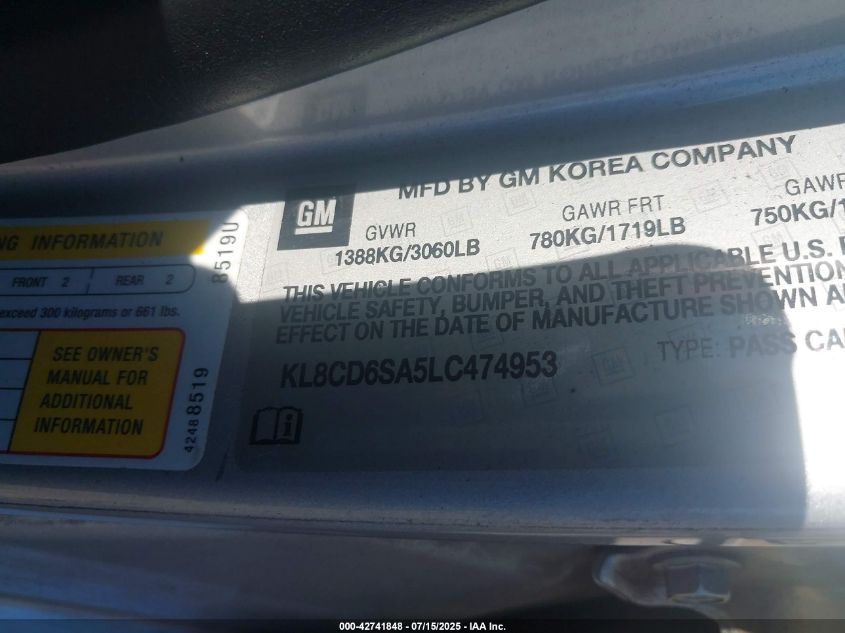 MFD BY GM KOREA COMPANY
GM
GVWR GAWR FRT GAWR
1388KG/3060LB 780KG/1719LB 750KG/
THIS VEHICLE CONFORMS TO ALL APPLICABLE U.S.
VEHICLE SAFETY, BUMPER, AND THEFT PREVENTION
EFFECT ON THE DATE OF MANUFACTURE SHOWN
KL8CD6SA5LC474953 TYPE: PASS
INFORMATION
FRONT 2 REAR 2
exceed 300 kilograms or 661 lbs.
SEE OWNER'S
MANUAL FOR
ADDITIONAL
INFORMATION
8519U
42488519
000-42741848 - 07/15/2025 - IAA Inc.